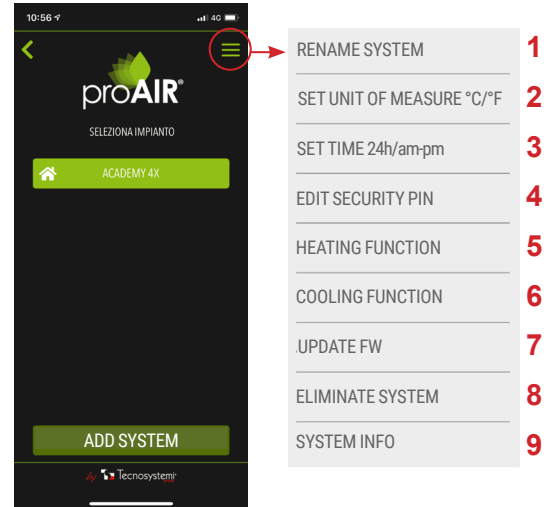 10:56
4G
proAIR®
SELEZIONA IMPIANTO
ACADEMY 4X
ADD SYSTEM
by Tecnosystemi
RENAME SYSTEM 1
SET UNIT OF MEASURE °C/°F 2
SET TIME 24h/am-pm 3
EDIT SECURITY PIN 4
HEATING FUNCTION 5
COOLING FUNCTION 6
.UPDATE FW 7
ELIMINATE SYSTEM 8
SYSTEM INFO 9